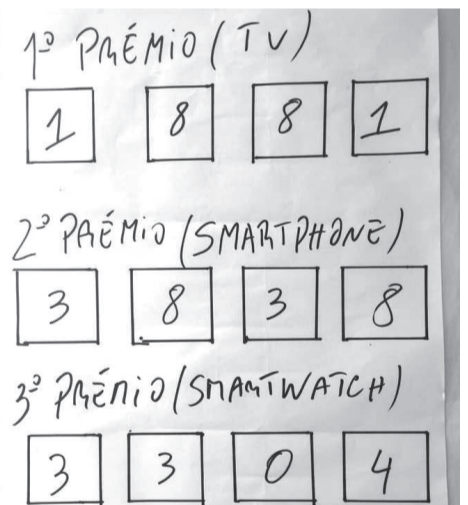 1º PRÉMIO (TV)
1 8 8 1
2º PRÉMIO (SMARTPHONE)
3 8 3 8
3º PRÉMIO (SMARTWATCH)
3 3 0 4